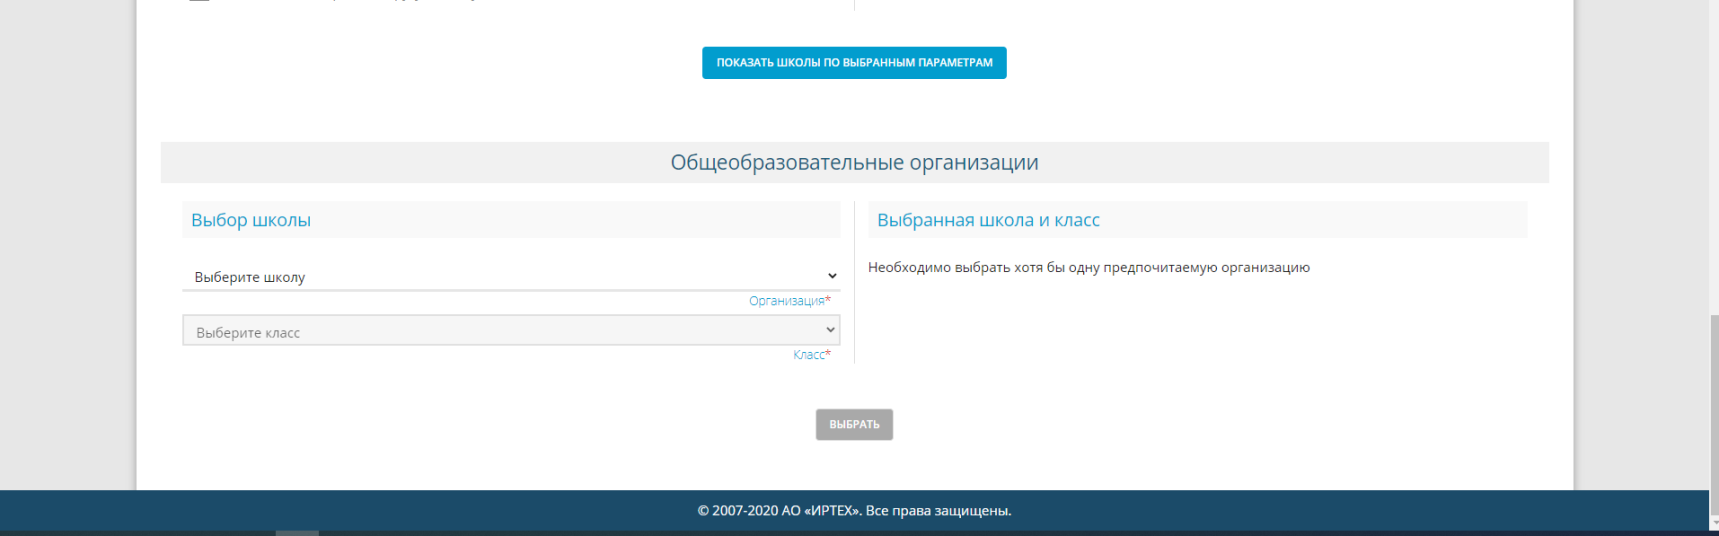 ПОКАЗАТЬ ШКОЛЫ ПО ВЫБРАННЫМ ПАРАМЕТРАМ
Общеобразовательные организации
Выбор школы
Выберите школу
Организация*
Выберите класс
Класс*
Выбранная школа и класс
Необходимо выбрать хотя бы одну предпочитаемую организацию
ВЫБРАТЬ
© 2007-2020 АО «ИРТЕХ». Все права защищены.